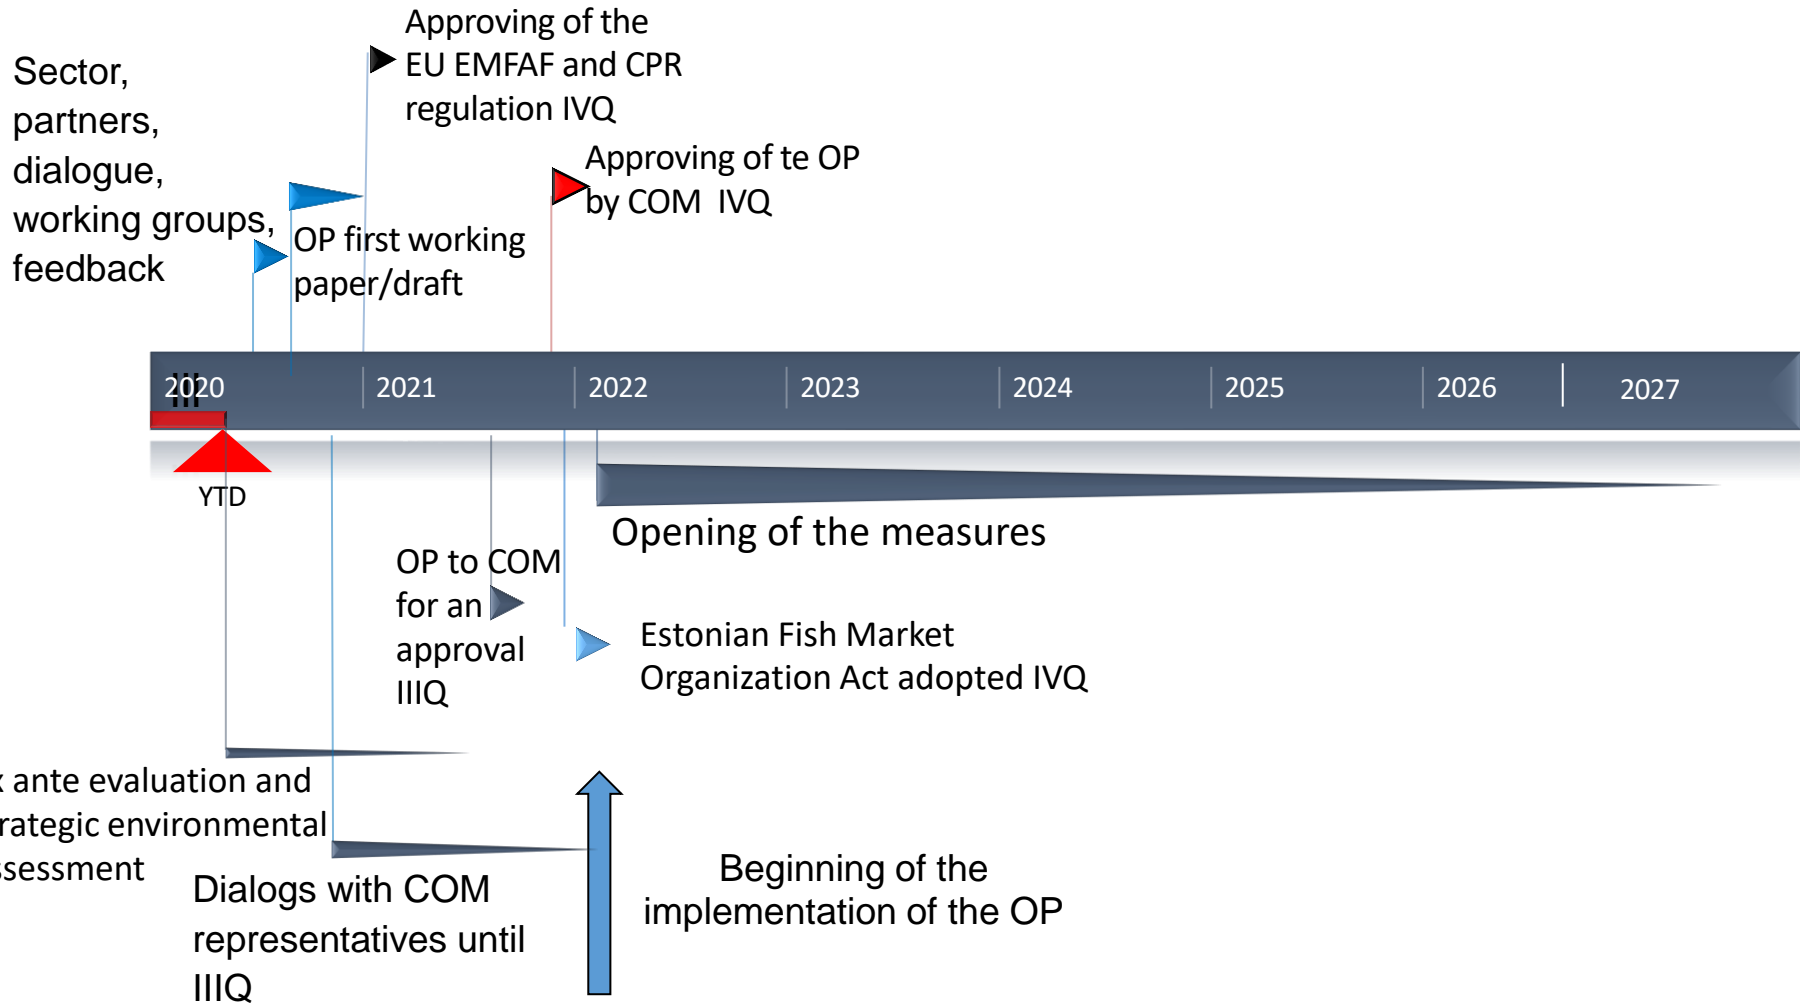 Approving of the
EU EMFAF and CPR
regulation IVQ
Sector,
partners,
dialogue,
working groups,
feedback
Approving of te OP
by COM IVQ
OP first working
paper/draft
III
2020
2021
2022
2023
2024
2025
2026
2027
YTD
Opening of the measures
OP to COM
for an
approval
IIIQ
Estonian Fish Market
Organization Act adopted IVQ
x ante evaluation and
trategic environmental
ssessment
Dialogs with COM
representatives until
IIIQ
Beginning of the
implementation of the OP